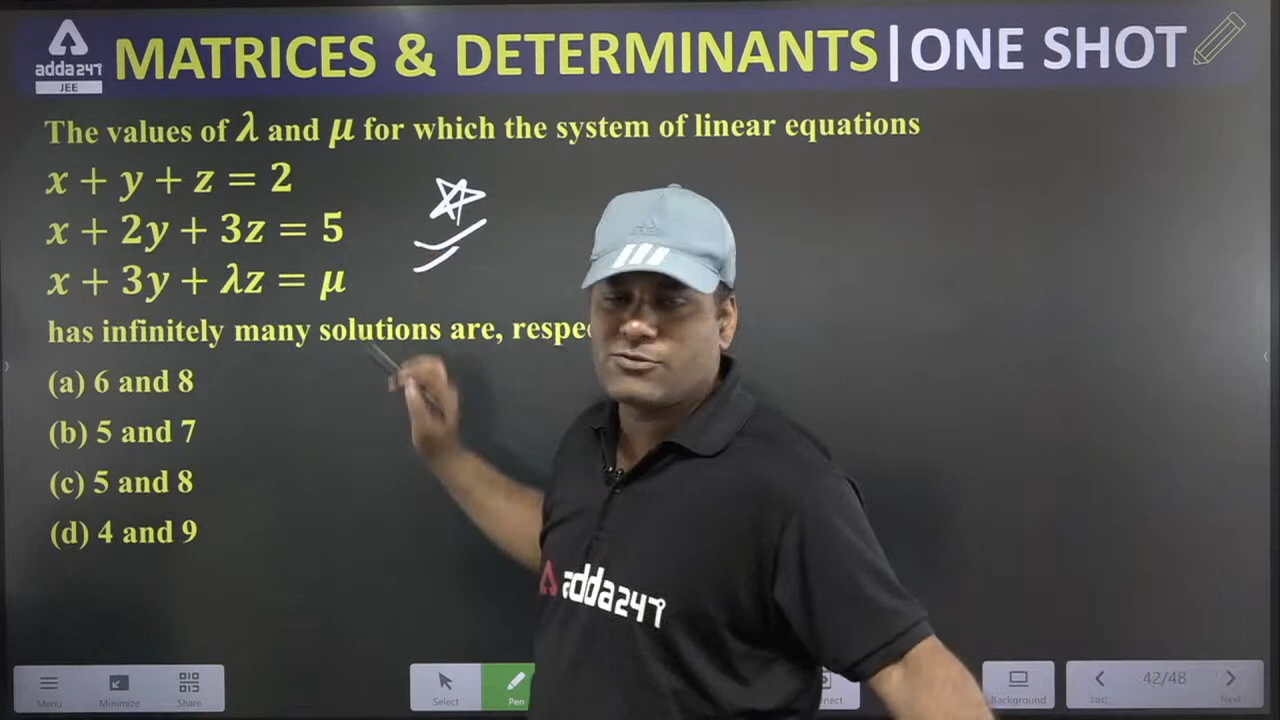 adda247
JEE
MATRICES & DETERMINANTS|ONE SHOT
The values of λ and μ for which the system of linear equations
x + y + z = 2
x + 2y + 3z = 5
x + 3y + λz = μ
has infinitely many solutions are,
(a) 6 and 8
(b) 5 and 7
(c) 5 and 8
(d) 4 and 9
adda247
Menu
Minimize
Share
Select
Pen
Background
Last
42/48
Next